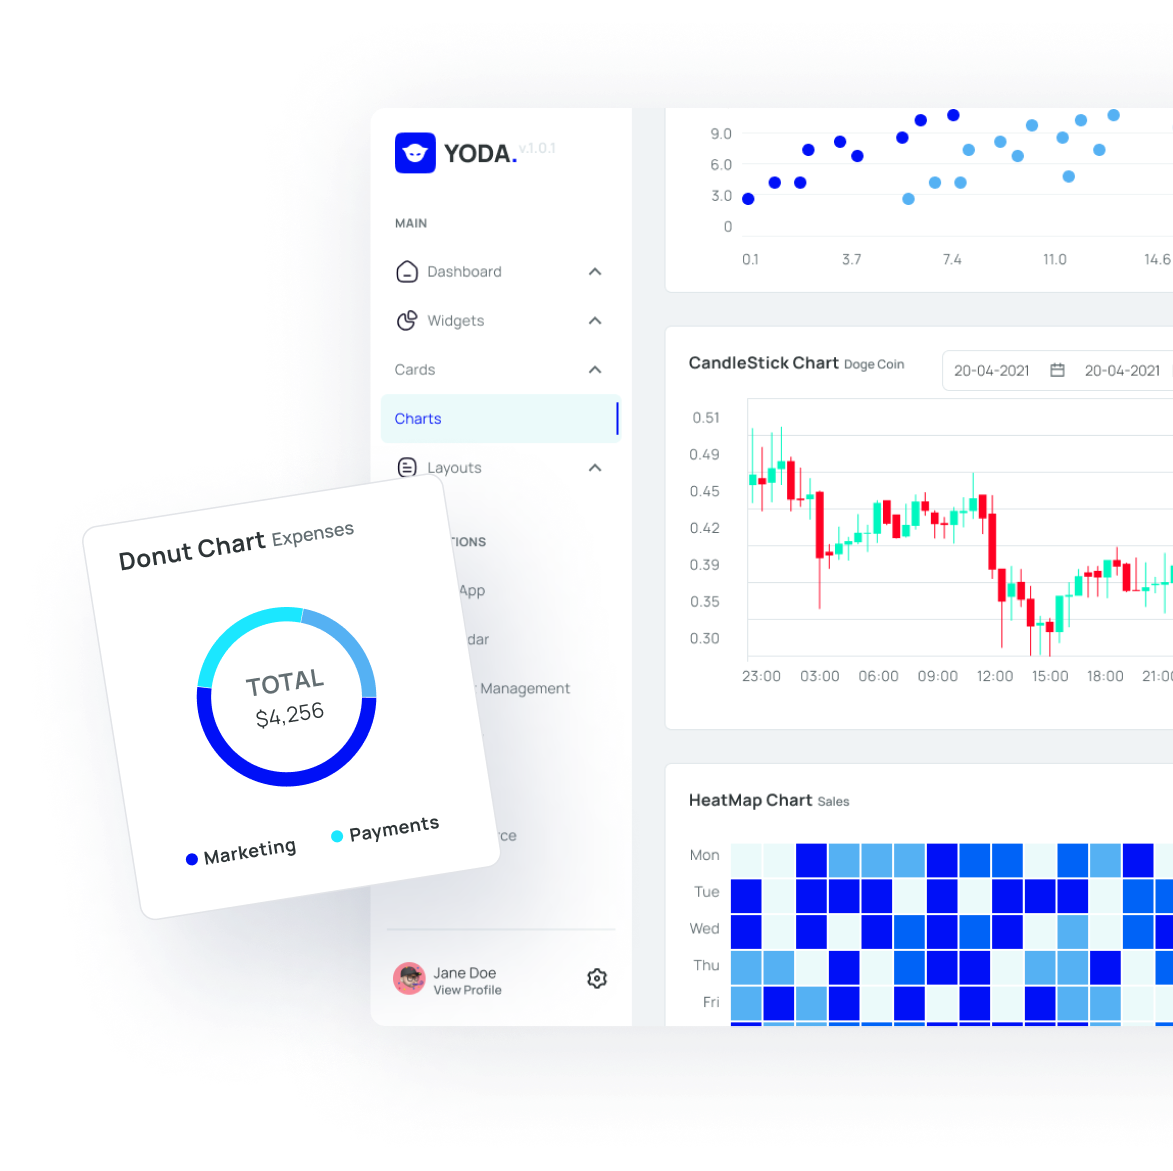 YODA. v.1.0.1
MAIN
Dashboard
Widgets
Cards
Charts
Layouts
TIONS
App
dar
Management
rce
Jane Doe
View Profile
Donut Chart Expenses
TOTAL
$4,256
Marketing
Payments
9.0
6.0
3.0
0
0.1 3.7 7.4 11.0 14.6
CandleStick Chart Doge Coin
20-04-2021 20-04-2021
0.51
0.49
0.45
0.42
0.39
0.35
0.30
23:00 03:00 06:00 09:00 12:00 15:00 18:00 21:00
HeatMap Chart Sales
Mon
Tue
Wed
Thu
Fri